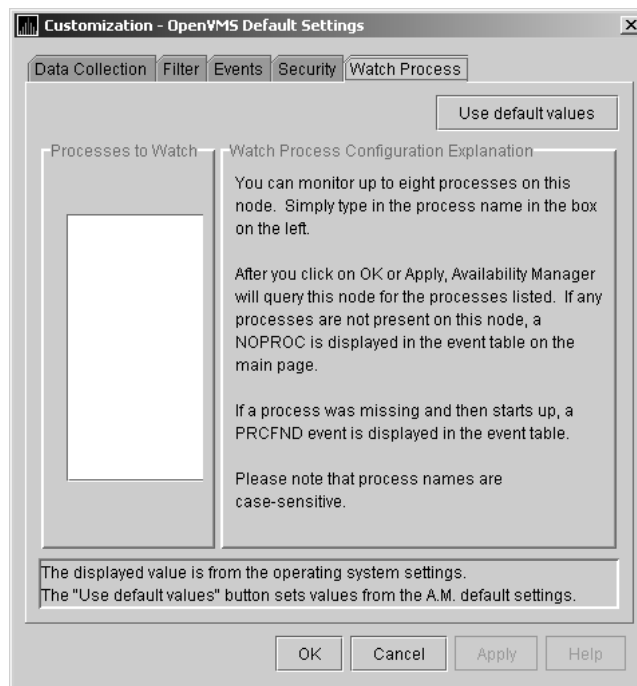 Customization - OpenVMS Default Settings
Data Collection Filter Events Security Watch Process
Use default values
Processes to Watch
Watch Process Configuration Explanation
You can monitor up to eight processes on this
node. Simply type in the process name in the box
on the left.
After you click on OK or Apply, Availability Manager
will query this node for the processes listed. If any
processes are not present on this node, a
NOPROC is displayed in the event table on the
main page.
If a process was missing and then starts up, a
PRCFND event is displayed in the event table.
Please note that process names are
case-sensitive.
The displayed value is from the operating system settings.
The "Use default values" button sets values from the A.M. default settings.
OK Cancel Apply Help